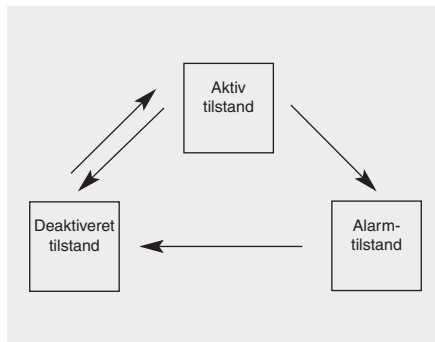 Aktiv
tilstand
Deaktiveret
tilstand
Alarm-
tilstand